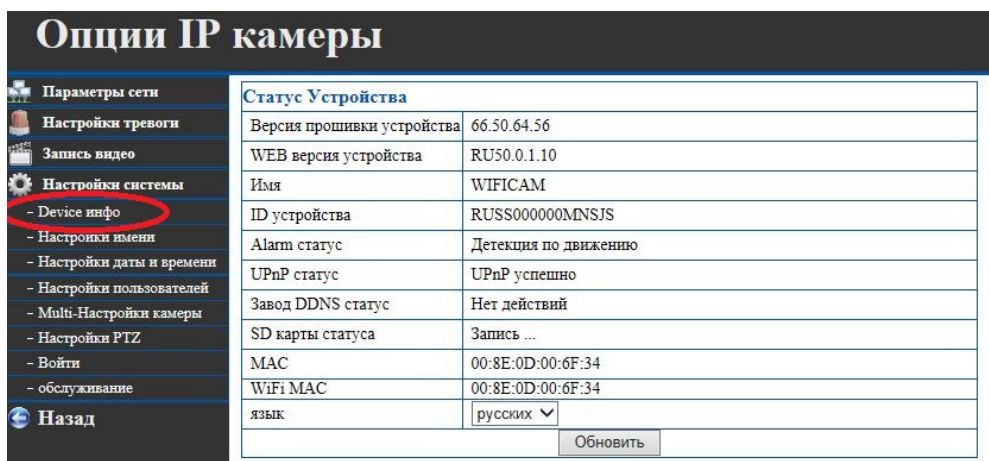 Опции IP камеры
Параметры сети
Настройки тревоги
Запись видео
Настройки системы
- Device инфо
- Настройки имени
- Настройки даты и времени
- Настройки пользователей
- Multi-Настройки камеры
- Настройки PTZ
- Войти
- обслуживание
Назад
Статус Устройства
Версия прошивки устройства 66.50.64.56
WEB версия устройства RU50.0.1.10
Имя WIFICAM
ID устройства RUSS000000MNSJS
Alarm статус Детекция по движению
UPnP статус UPnP успешно
Завод DDNS статус Нет действий
SD карты статуса Запись ...
MAC 00:8E:0D:00:6F:34
WiFi MAC 00:8E:0D:00:6F:34
язык русских
Обновить